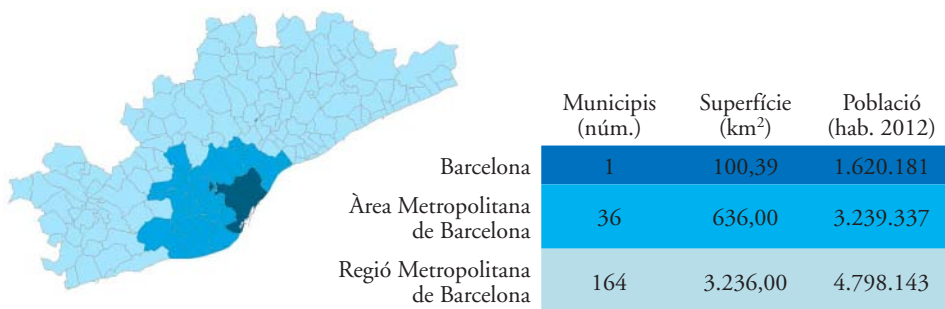 Municipis Superfície Població
(núm.) (km²) (hab. 2012)
Barcelona 1 100,39 1.620.181
Àrea Metropolitana
de Barcelona 36 636,00 3.239.337
Regió Metropolitana
de Barcelona 164 3.236,00 4.798.143